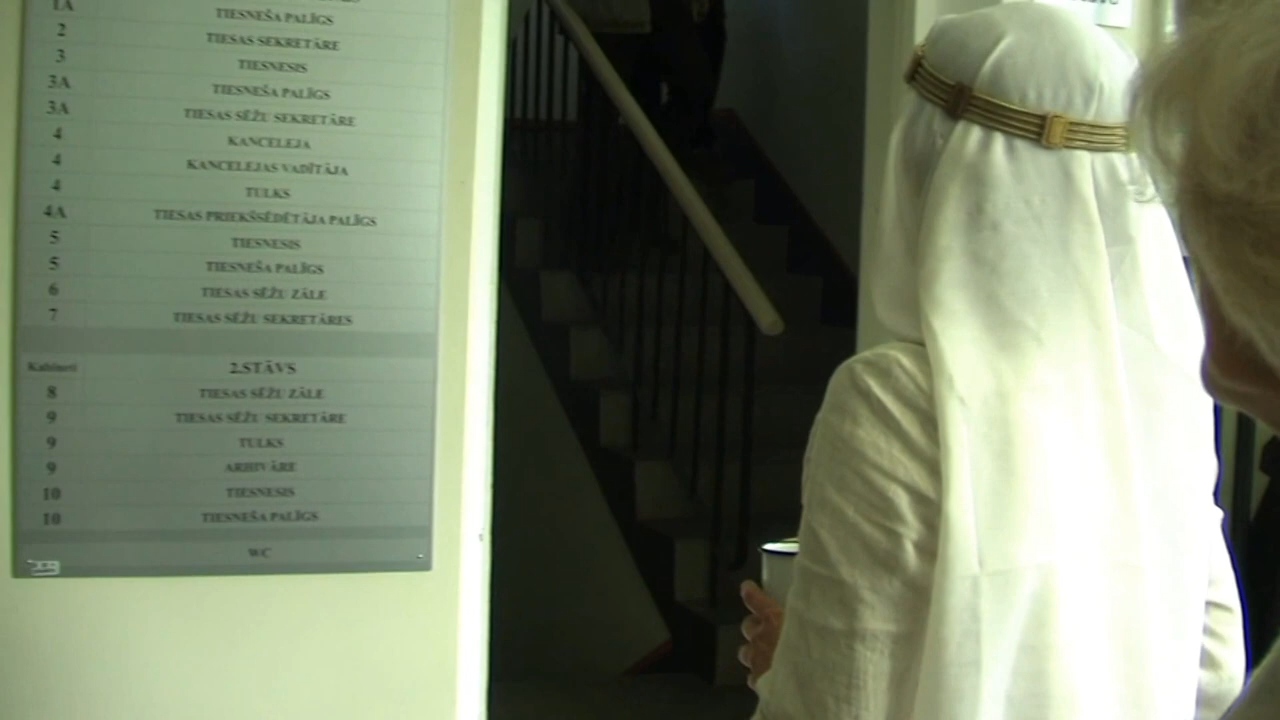 1A TIESNEŠA PALĪGS
2 TIESAS SEKRETĀRE
3 TIESNESIS
3A TIESNEŠA PALĪGS
3A TIESAS SĒŽU SEKRETĀRE
4 KANCELEJA
4 KANCELEJAS VADĪTĀJA
4 TULKS
4A TIESAS PRIEKŠSĒDĒTĀJA PALĪGS
5 TIESNESIS
5 TIESNEŠA PALĪGS
6 TIESAS SĒŽU ZĀLE
7 TIESAS SĒŽU SEKRETĀRES
Kabineti 2.STĀVS
8 TIESAS SĒŽU ZĀLE
9 TIESAS SĒŽU SEKRETĀRE
9 TULKS
9 ARHIVĀRE
10 TIESNESIS
10 TIESNEŠA PALĪGS
WC